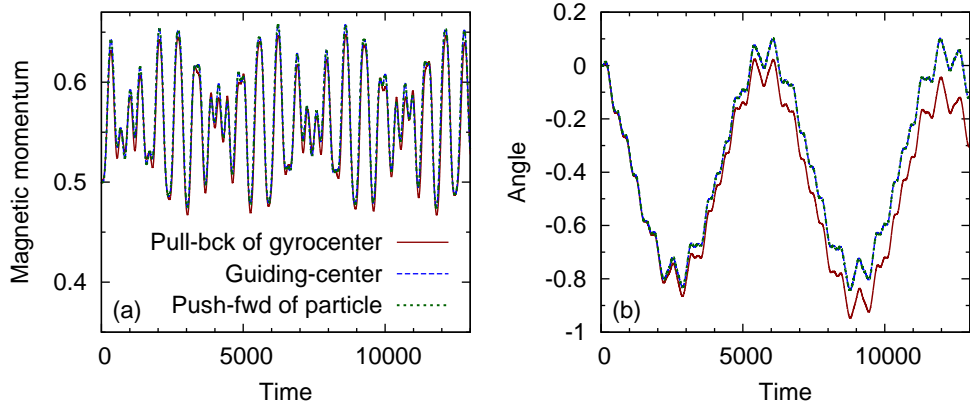 Magnetic momentum
0.6
0.5
0.4
Pull-bck of gyrocenter
Guiding-center
Push-fwd of particle
(a)
0
5000
10000
Time
Angle
0.2
0
-0.2
-0.4
-0.6
-0.8
-1
(b)
0
5000
10000
Time